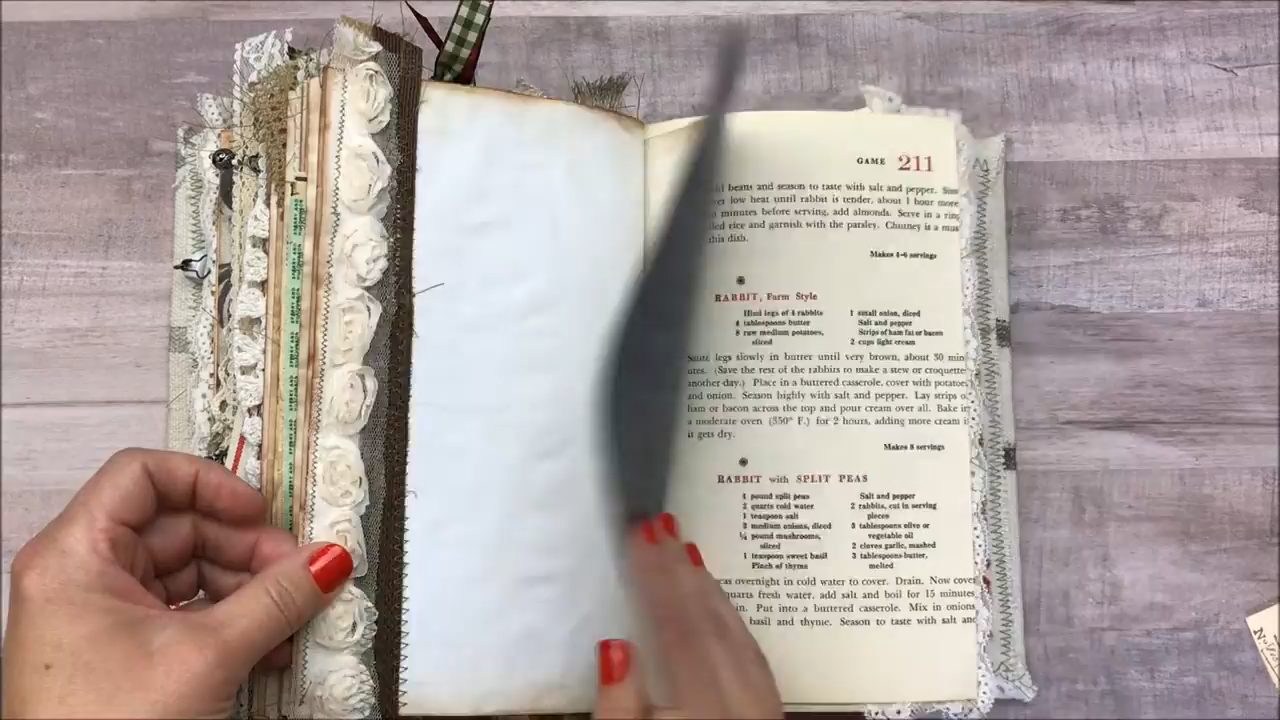 GAME 211
beans and season to taste with salt and pepper.
low heat until rabbit is tender, about 1 hour more
minutes before serving, add almonds. Serve in a ring
rice and garnish with the parsley. Chutney is a
this dish.
Makes 4-6 servings
RABBIT, Farm Style
Hind legs of 4 rabbits
4 tablespoons butter
8 raw medium potatoes,
sliced
1 small onion, diced
Salt and pepper
Strips of ham fat or bacon
2 cups light cream
legs slowly in butter until very brown, about 30 min
utes. (Save the rest of the rabbits to make a stew or croquette
another day.) Place in a buttered casserole, cover with potatoes
and onion. Season highly with salt and pepper. Lay strips
ham or bacon across the top and pour cream over all. Bake in
a moderate oven (350° F.) for 2 hours, adding more cream
it gets dry.
Makes 8 servings
RABBIT with SPLIT PEAS
1 pound split peas
2 quarts cold water
1 teaspoon salt
3 medium onions, diced
¼ pound mushrooms,
sliced
1 teaspoon sweet basil
Pinch of thyme
Salt and pepper
2 rabbits, cut in serving
pieces
3 tablespoons olive or
vegetable oil
2 cloves garlic, mashed
3 tablespoons butter,
melted
overnight in cold water to cover. Drain. Now cover
quarts fresh water, add salt and boil for 15 minutes
Put into a buttered casserole. Mix in onions
basil and thyme. Season to taste with salt and